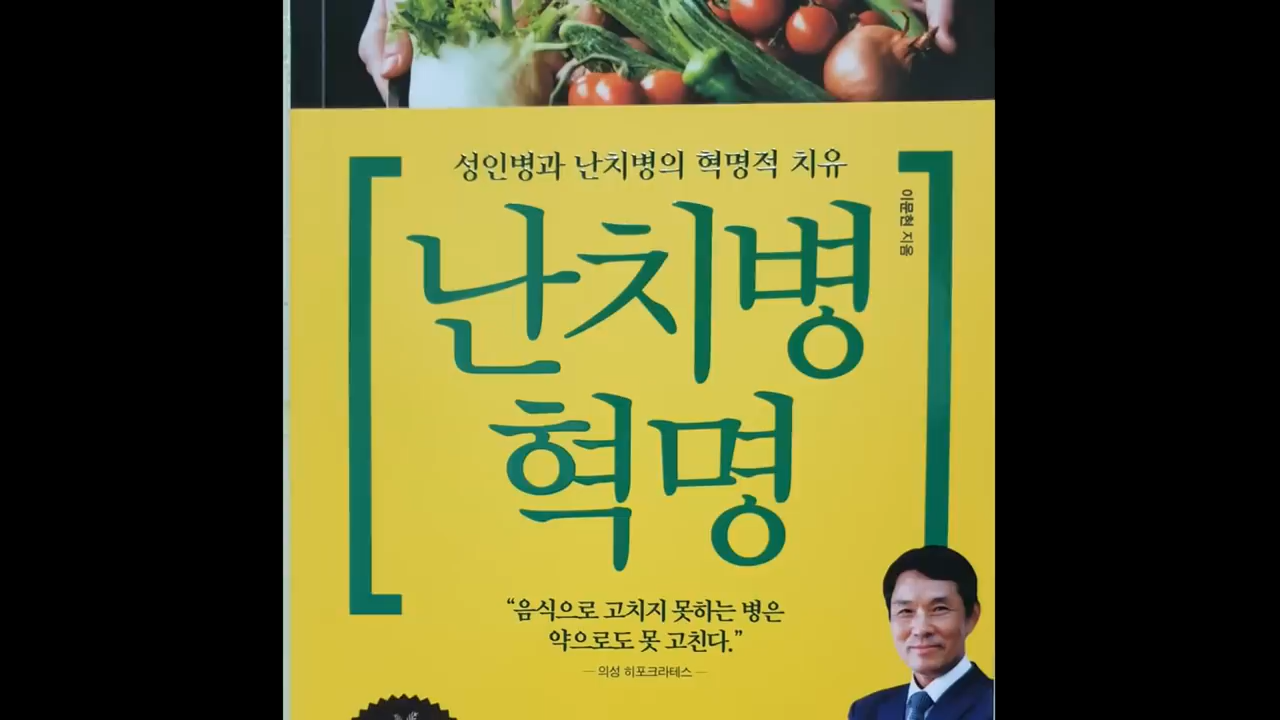 성인병과 난치병의 혁명적 치유
난치병
혁명
이문현 지음
“음식으로 고치지 못하는 병은
약으로도 못 고친다.”
─ 의성 히포크라테스 ─